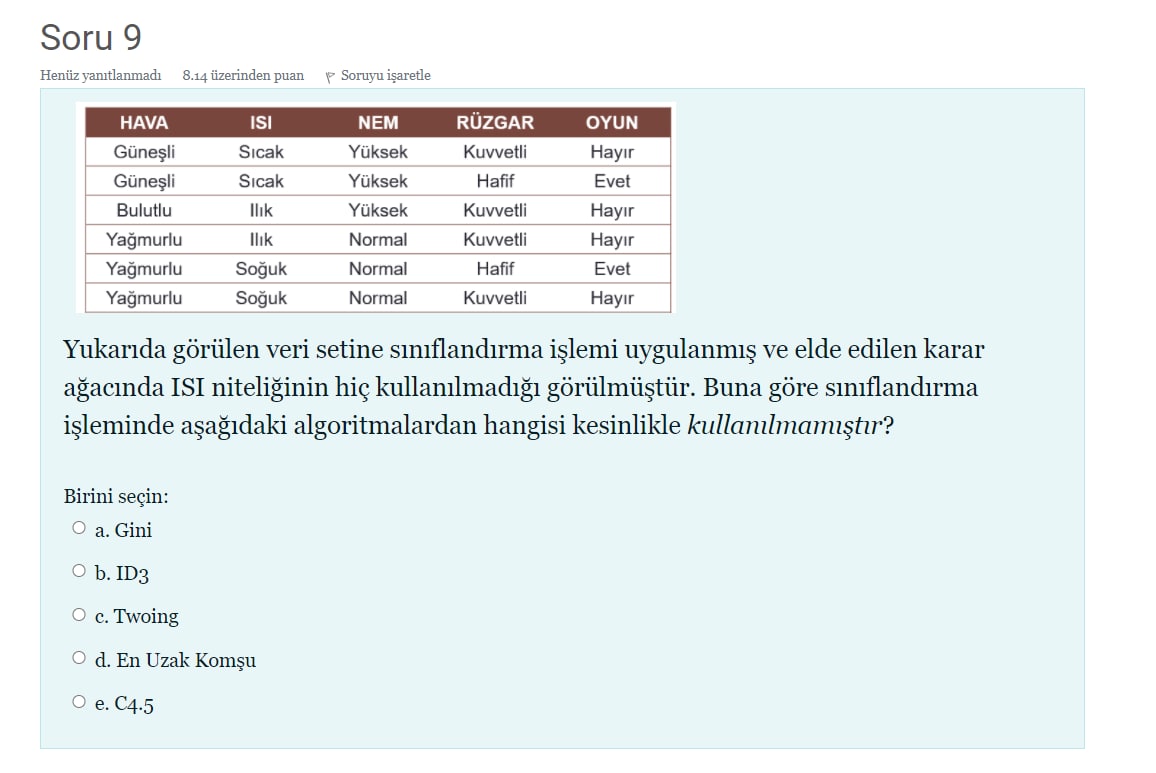 Soru 9
Henüz yanıtlanmadı 8.14 üzerinden puan Soruyu işaretle
HAVA ISI NEM RÜZGAR OYUN
Güneşli Sıcak Yüksek Kuvvetli Hayır
Güneşli Sıcak Yüksek Hafif Evet
Bulutlu Ilık Yüksek Kuvvetli Hayır
Yağmurlu Ilık Normal Kuvvetli Hayır
Yağmurlu Soğuk Normal Hafif Evet
Yağmurlu Soğuk Normal Kuvvetli Hayır
Yukarıda görülen veri setine sınıflandırma işlemi uygulanmış ve elde edilen karar
ağacında ISI niteliğinin hiç kullanılmadığı görülmüştür. Buna göre sınıflandırma
işleminde aşağıdaki algoritmalardan hangisi kesinlikle kullanılmamıştır?
Birini seçin:
a. Gini
b. ID3
c. Twoing
d. En Uzak Komşu
e. C4.5